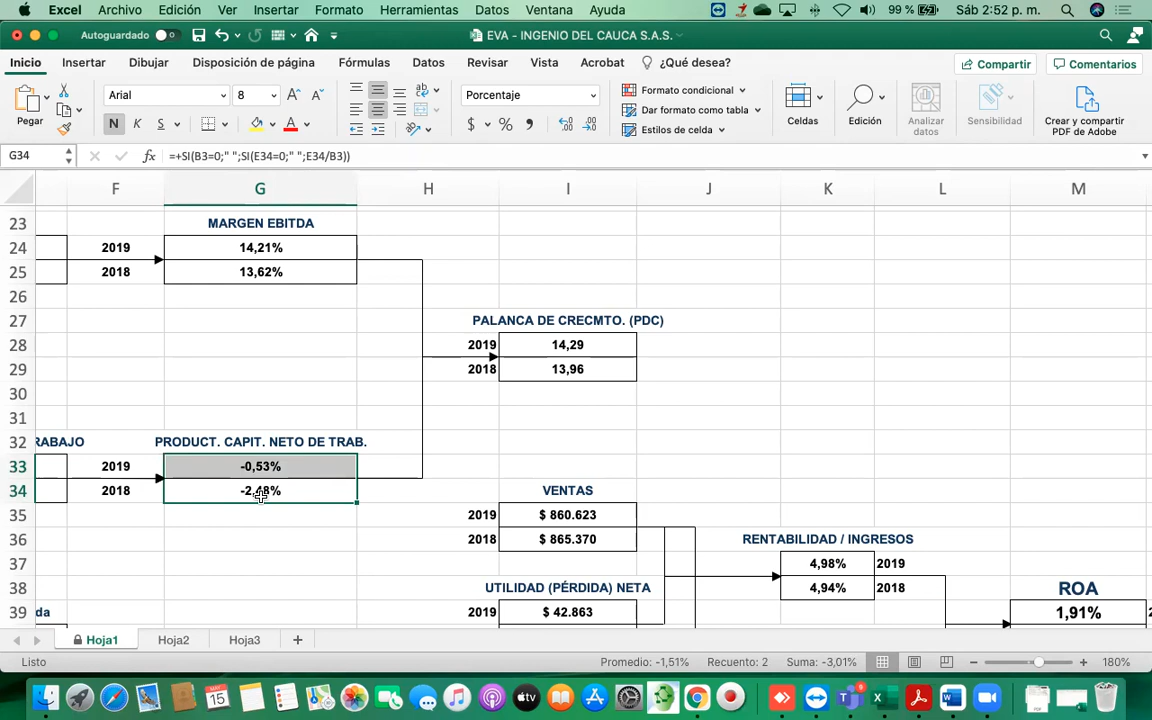 Excel Archivo Edición Ver Insertar Formato Herramientas Datos Ventana Ayuda 99 % Sáb 2:52 p. m.
Autoguardado EVA - INGENIO DEL CAUCA S.A.S.
Inicio Insertar Dibujar Disposición de página Fórmulas Datos Revisar Vista Acrobat ¿Qué desea? Compartir Comentarios
Pegar Arial 8 Porcentaje Formato condicional
N K S $ % Dar formato como tabla
Estilos de celda
Celdas Edición Analizar datos Sensibilidad Crear y compartir PDF de Adobe
G34 fx =+SI(B3=0;" ";SI(E34=0;" ";E34/B3))
F G H I J K L M
23 MARGEN EBITDA
24 2019 14,21%
25 2018 13,62%
26
27 PALANCA DE CRECMTO. (PDC)
28 2019 14,29
29 2018 13,96
30
31
32 RABAJO PRODUCT. CAPIT. NETO DE TRAB.
33 2019 -0,53%
34 2018 -2,48% VENTAS
35 2019 $ 860.623
36 2018 $ 865.370 RENTABILIDAD / INGRESOS
37 4,98% 2019
38 UTILIDAD (PÉRDIDA) NETA 4,94% 2018 ROA
39 da 2019 $ 42.863 1,91% 2
Hoja1 Hoja2 Hoja3 +
Listo Promedio: -1,51% Recuento: 2 Suma: -3,01% 180%
MAY 15